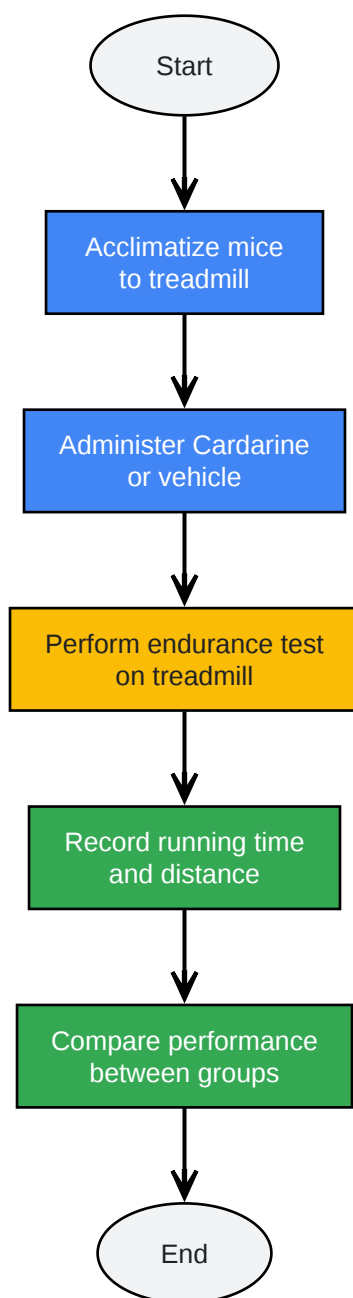 Start
Acclimatize mice
to treadmill
Administer Cardarine
or vehicle
Perform endurance test
on treadmill
Record running time
and distance
Compare performance
between groups
End